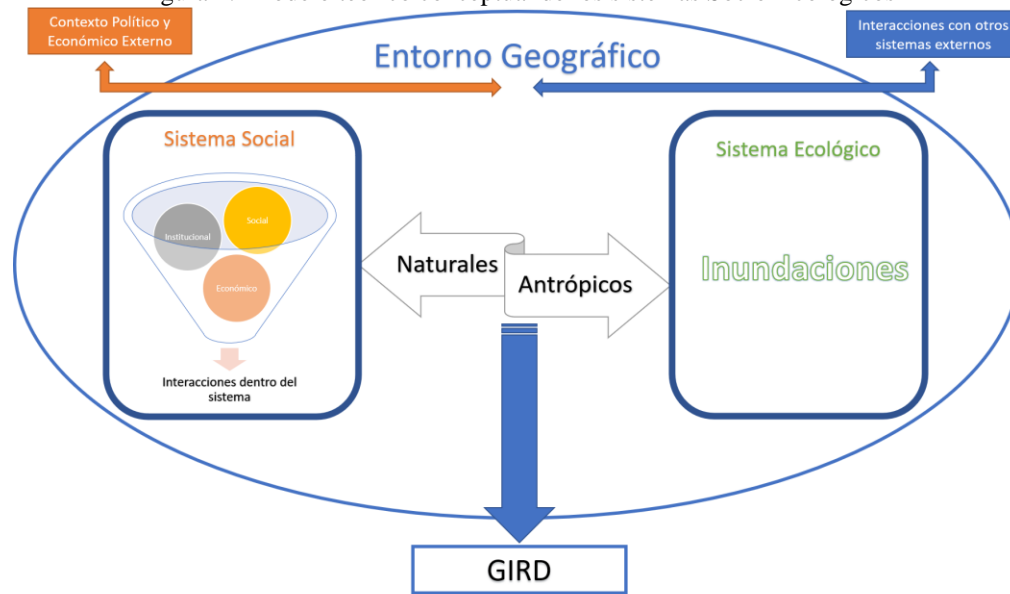 Contexto Político y
Económico Externo
Interacciones con otros
sistemas externos
Entorno Geográfico
Sistema Social
Social
Institucional
Económico
Interacciones dentro del
sistema
Naturales
Antrópicos
Sistema Ecológico
Inundaciones
GIRD